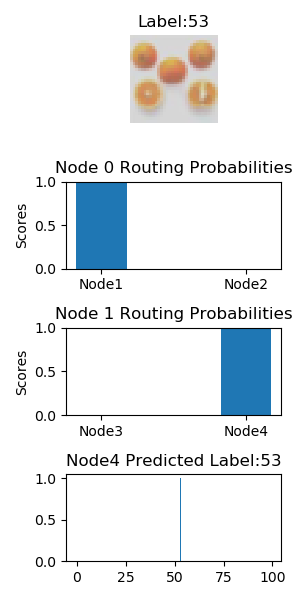 Label:53
Node 0 Routing Probabilities
1.0
0.5
0.0
Scores
Node1 Node2
Node 1 Routing Probabilities
1.0
0.5
0.0
Scores
Node3 Node4
Node4 Predicted Label:53
1.0
0.5
0.0
0 25 50 75 100